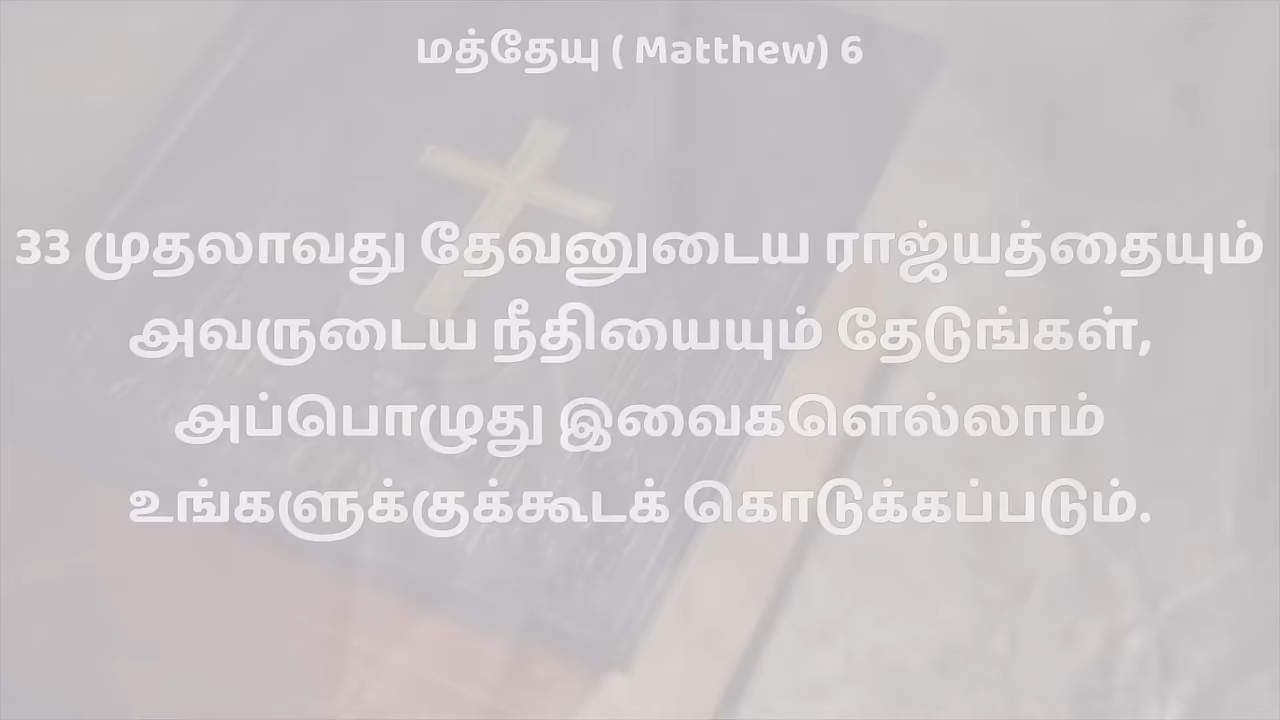 மத்தேயு ( Matthew) 6
33 முதலாவது தேவனுடைய ராஜ்யத்தையும்
அவருடைய நீதியையும் தேடுங்கள்,
அப்பொழுது இவைகளெல்லாம்
உங்களுக்குக்கூடக் கொடுக்கப்படும்.